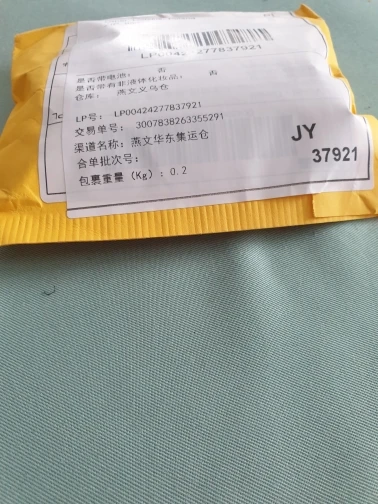 LP00424277837921
是否带电池: 否
是否带有非液体化妆品: 否
仓库: 燕文义乌仓
LP号: LP00424277837921
交易单号: 3007838263355291
渠道名称: 燕文华东集运仓
合单批次号:
包裹重量 (Kg): 0.2
JY
37921